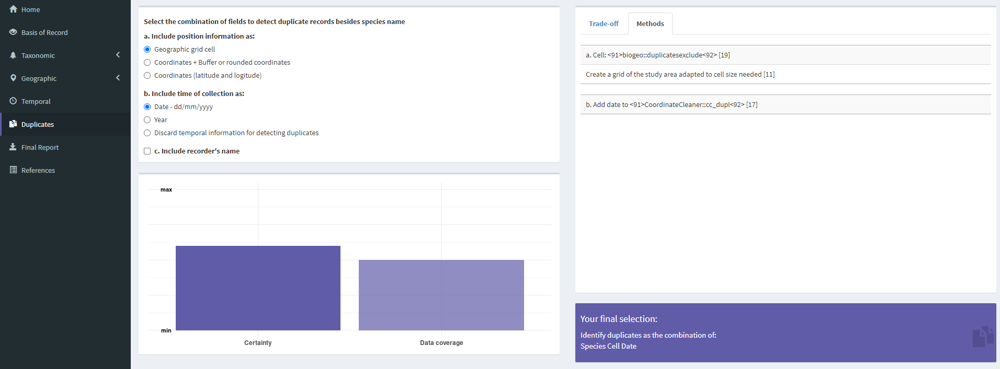 Home
Basis of Record
Taxonomic
Geographic
Temporal
Duplicates
Final Report
References
Select the combination of fields to detect duplicate records besides species name
a. Include position information as:
Geographic grid cell
Coordinates + Buffer or rounded coordinates
Coordinates (latitude and logitude)
b. Include time of collection as:
Date - dd/mm/yyyy
Year
Discard temporal information for detecting duplicates
c. Include recorder's name
max
min
Certainty
Data coverage
Trade-off
Methods
a. Cell: <91>biogeo::duplicatesexclude<92> [19]
Create a grid of the study area adapted to cell size needed [11]
b. Add date to <91>CoordinateCleaner::cc_dupl<92> [17]
Your final selection:
Identify duplicates as the combination of:
Species Cell Date